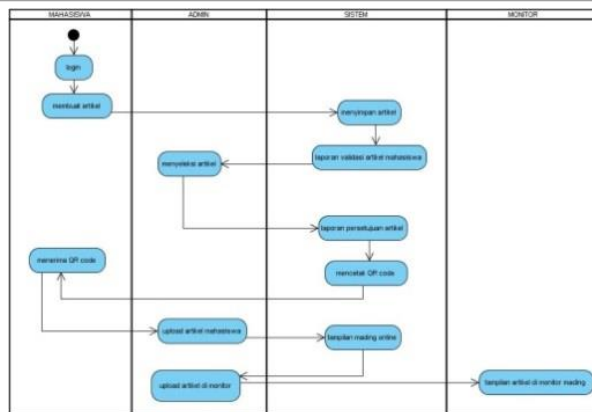 MAHASISWA
ADMIN
SISTEM
MONITOR
login
membuat artikel
menyimpan artikel
laporan validasi artikel mahasiswa
menyeleksi artikel
laporan persetujuan artikel
menerima QR code
mencetak QR code
upload artikel mahasiswa
tampilan mading online
upload artikel di monitor
tampilan artikel di monitor mading